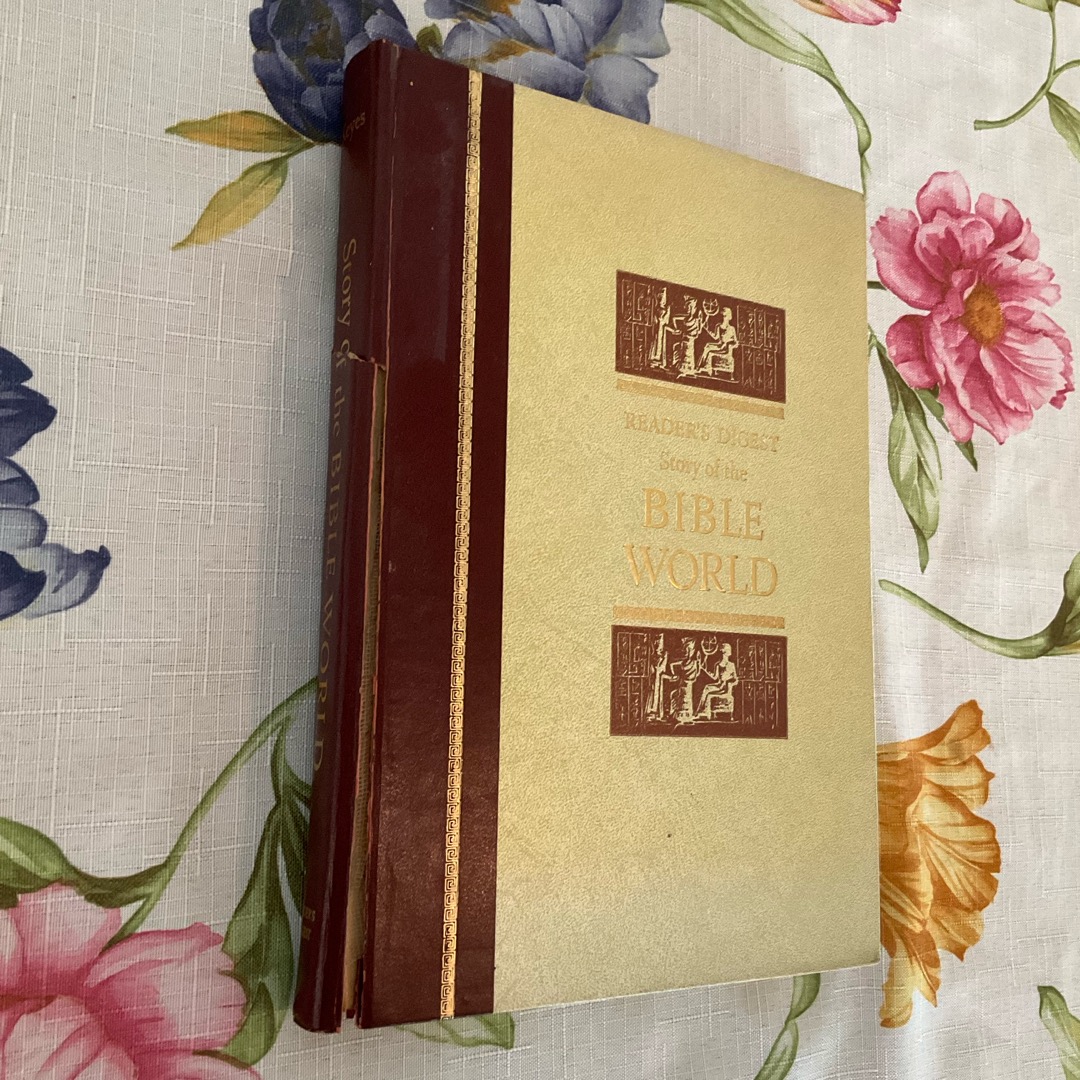 Story of the BIBLE WORLD
READER'S DIGEST
Story of the
BIBLE
WORLD